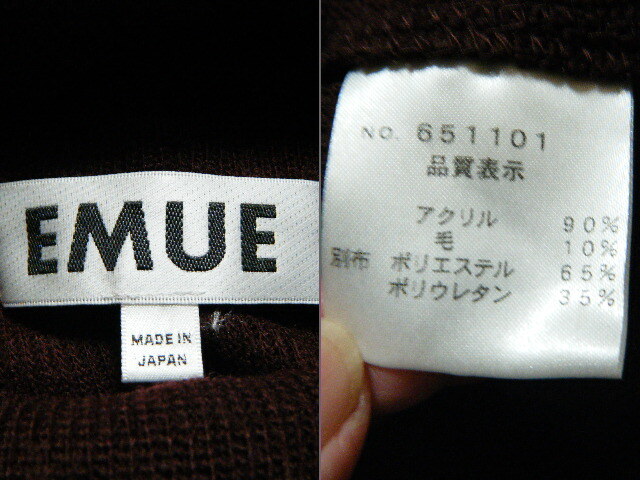 EMUE
MADE IN
JAPAN
NO. 651101
品質表示
アクリル 90%
毛 10%
別布 ポリエステル 65%
ポリウレタン 35%